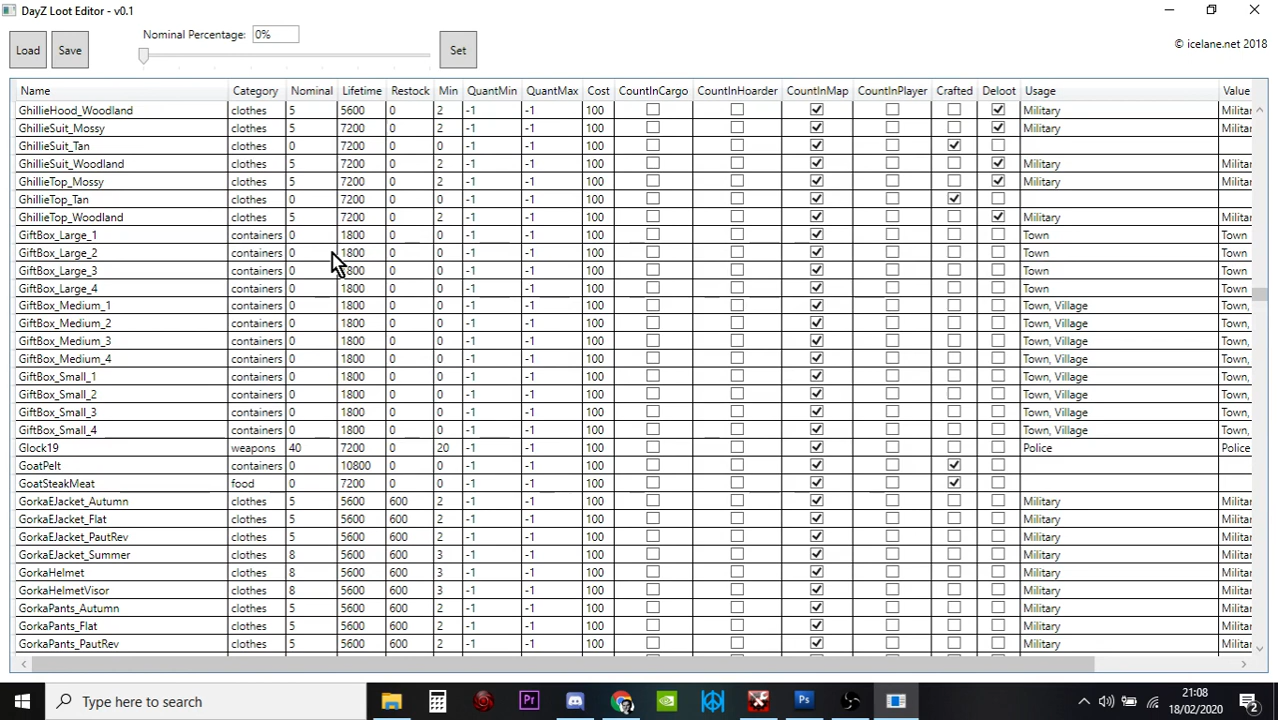 DayZ Loot Editor - v0.1
Load Save Nominal Percentage: 0% Set © icelane.net 2018
Name Category Nominal Lifetime Restock Min QuantMin QuantMax Cost CountInCargo CountInHoarder CountInMap CountInPlayer Crafted Deloot Usage Value
GhillieHood_Woodland clothes 5 5600 0 2 -1 -1 100 Military Militar
GhillieSuit_Mossy clothes 5 7200 0 2 -1 -1 100 Military Militar
GhillieSuit_Tan clothes 0 7200 0 0 -1 -1 100
GhillieSuit_Woodland clothes 5 7200 0 2 -1 -1 100 Military Militar
GhillieTop_Mossy clothes 5 7200 0 2 -1 -1 100 Military Militar
GhillieTop_Tan clothes 0 7200 0 0 -1 -1 100
GhillieTop_Woodland clothes 5 7200 0 2 -1 -1 100 Military Militar
GiftBox_Large_1 containers 0 1800 0 0 -1 -1 100 Town Town
GiftBox_Large_2 containers 0 1800 0 0 -1 -1 100 Town Town
GiftBox_Large_3 containers 0 1800 0 0 -1 -1 100 Town Town
GiftBox_Large_4 containers 0 1800 0 0 -1 -1 100 Town Town
GiftBox_Medium_1 containers 0 1800 0 0 -1 -1 100 Town, Village Town,
GiftBox_Medium_2 containers 0 1800 0 0 -1 -1 100 Town, Village Town,
GiftBox_Medium_3 containers 0 1800 0 0 -1 -1 100 Town, Village Town,
GiftBox_Medium_4 containers 0 1800 0 0 -1 -1 100 Town, Village Town,
GiftBox_Small_1 containers 0 1800 0 0 -1 -1 100 Town, Village Town,
GiftBox_Small_2 containers 0 1800 0 0 -1 -1 100 Town, Village Town,
GiftBox_Small_3 containers 0 1800 0 0 -1 -1 100 Town, Village Town,
GiftBox_Small_4 containers 0 1800 0 0 -1 -1 100 Town, Village Town,
Glock19 weapons 40 7200 0 20 -1 -1 100 Police Police
GoatPelt containers 0 10800 0 0 -1 -1 100
GoatSteakMeat food 0 7200 0 0 -1 -1 100
GorkaEJacket_Autumn clothes 5 5600 600 2 -1 -1 100 Military Militar
GorkaEJacket_Flat clothes 5 5600 600 2 -1 -1 100 Military Militar
GorkaEJacket_PautRev clothes 5 5600 600 2 -1 -1 100 Military Militar
GorkaEJacket_Summer clothes 8 5600 600 3 -1 -1 100 Military Militar
GorkaHelmet clothes 8 5600 600 3 -1 -1 100 Military Militar
GorkaHelmetVisor clothes 8 5600 600 3 -1 -1 100 Military Militar
GorkaPants_Autumn clothes 5 5600 600 2 -1 -1 100 Military Militar
GorkaPants_Flat clothes 5 5600 600 2 -1 -1 100 Military Militar
GorkaPants_PautRev clothes 5 5600 600 2 -1 -1 100 Military Militar
Type here to search Pr Ps 21:08
18/02/2020 2